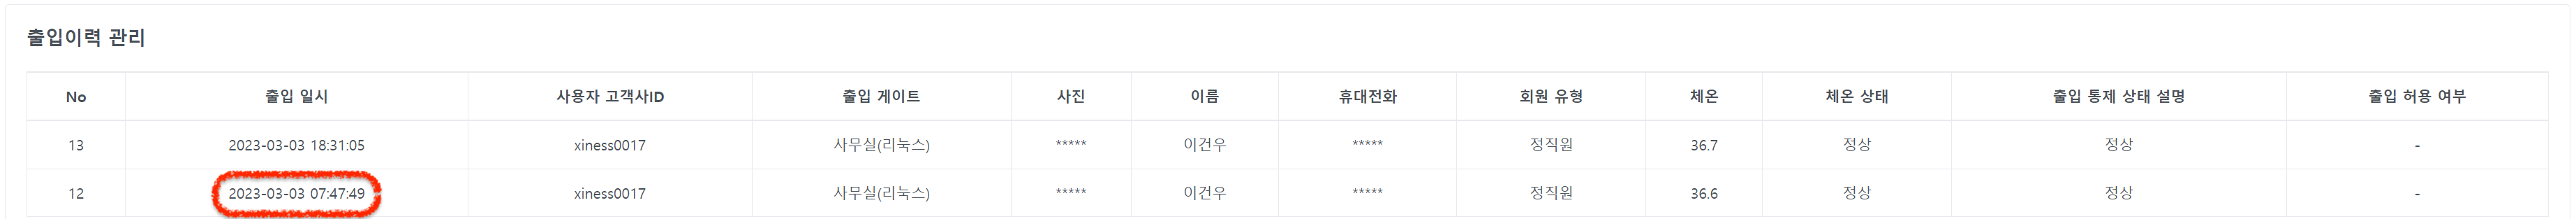 출입이력 관리
No 출입 일시 사용자 고객사ID 출입 게이트 사진 이름 휴대전화 회원 유형 체온 체온 상태 출입 통제 상태 설명 출입 허용 여부
13 2023-03-03 18:31:05 xiness0017 사무실(리눅스) ***** 이건우 ***** 정직원 36.7 정상 정상 -
12 2023-03-03 07:47:49 xiness0017 사무실(리눅스) ***** 이건우 ***** 정직원 36.6 정상 정상 -